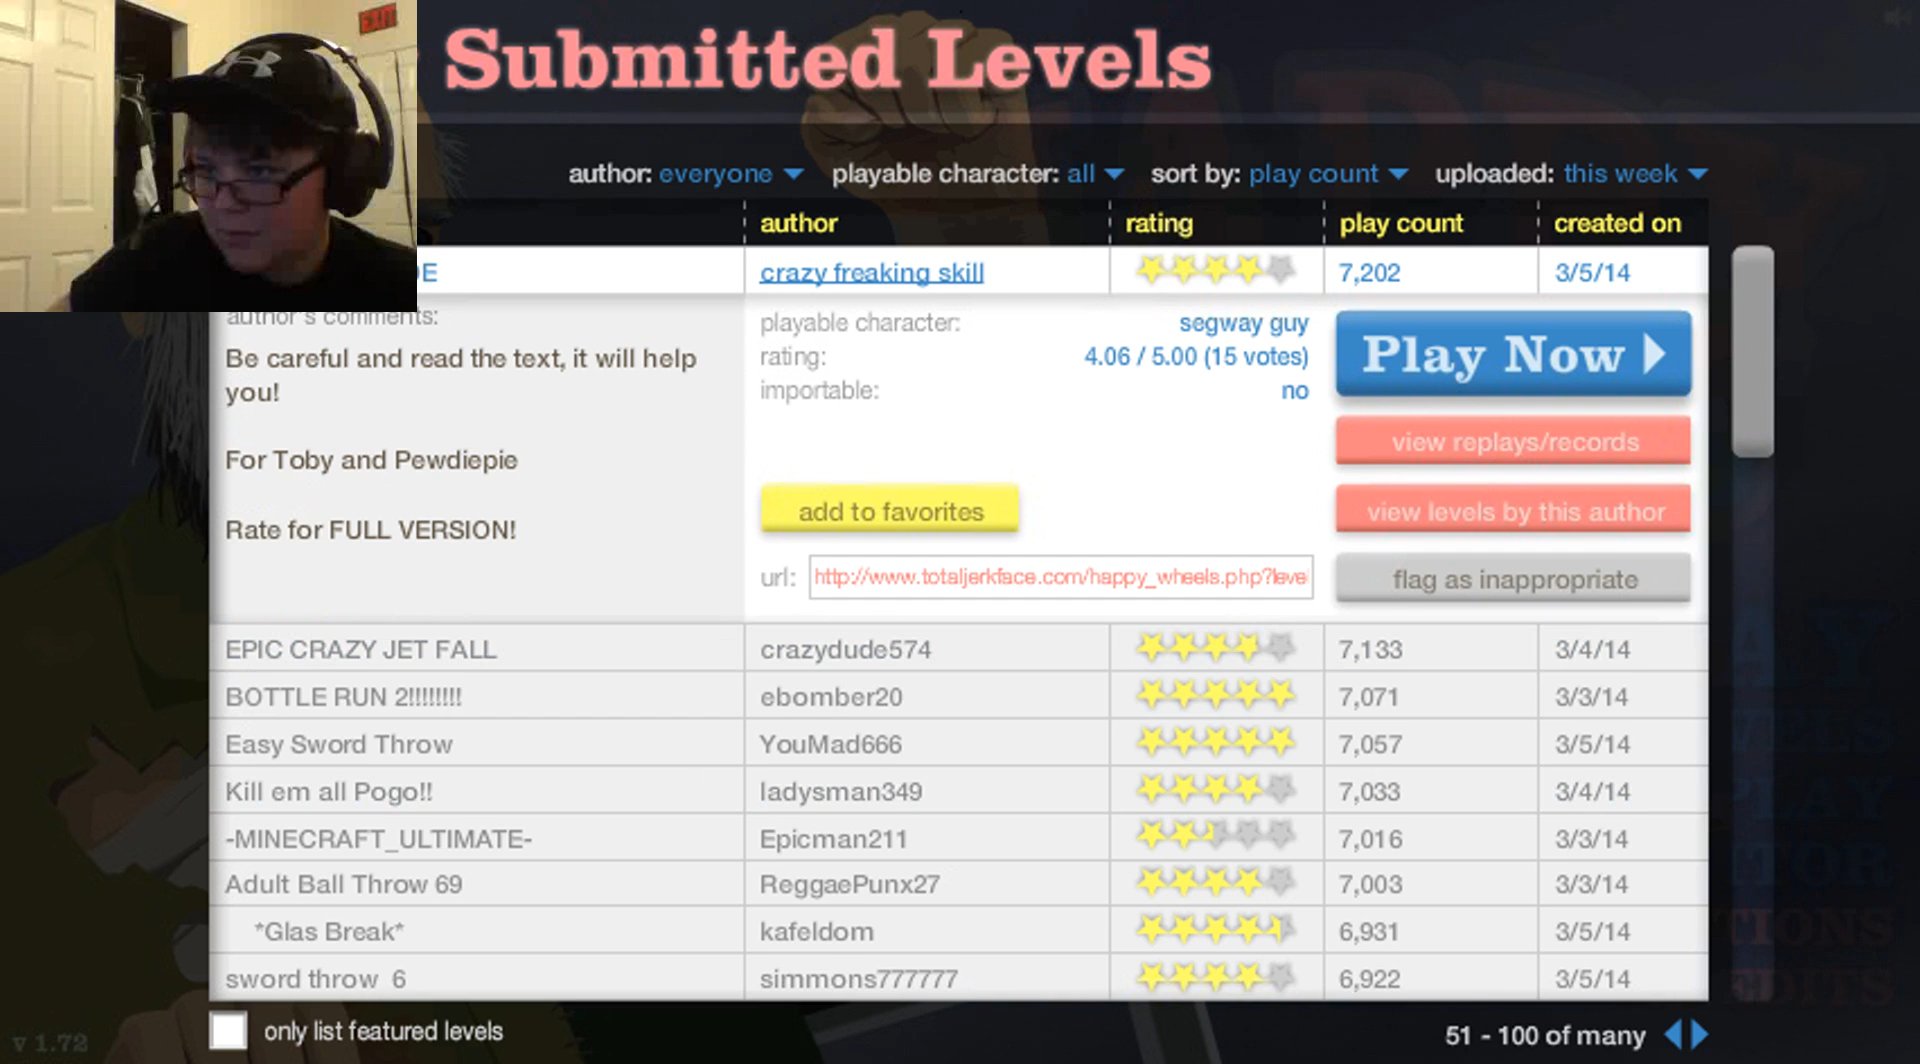 EXIT
Submitted Levels
author: everyone playable character: all sort by: play count uploaded: this week
author rating play count created on
DE crazy freaking skill 7,202 3/5/14
author's comments:
Be careful and read the text, it will help
you!
For Toby and Pewdiepie
Rate for FULL VERSION!
playable character: segway guy
rating: 4.06 / 5.00 (15 votes)
importable: no
add to favorites
url: http://www.totaljerkface.com/happy_wheels.php?leve
Play Now
view replays/records
view levels by this author
flag as inappropriate
EPIC CRAZY JET FALL crazydude574 7,133 3/4/14
BOTTLE RUN 2!!!!!!!! ebomber20 7,071 3/3/14
Easy Sword Throw YouMad666 7,057 3/5/14
Kill em all Pogo!! ladysman349 7,033 3/4/14
-MINECRAFT_ULTIMATE- Epicman211 7,016 3/3/14
Adult Ball Throw 69 ReggaePunx27 7,003 3/3/14
*Glas Break* kafeldom 6,931 3/5/14
sword throw 6 simmons777777 6,922 3/5/14
only list featured levels
51 - 100 of many
v 1.72